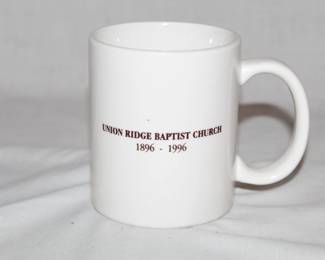 UNION RIDGE BAPTIST CHURCH
1896 - 1996